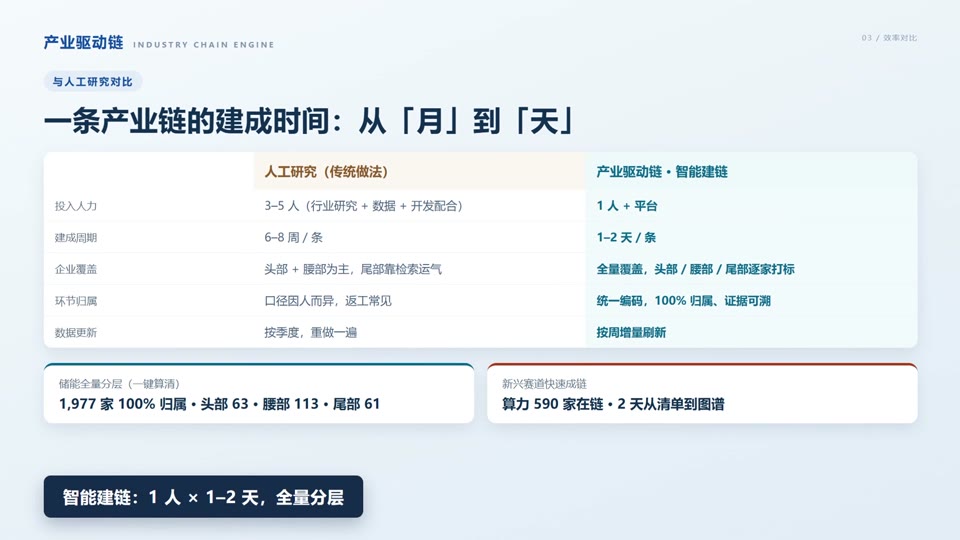 产业驱动链 INDUSTRY CHAIN ENGINE
03 / 效率对比
与人工研究对比
一条产业链的建成时间：从「月」到「天」
人工研究（传统做法） 产业驱动链·智能建链
投入人力 3–5 人（行业研究 + 数据 + 开发配合） 1 人 + 平台
建成周期 6–8 周 / 条 1–2 天 / 条
企业覆盖 头部 + 腰部为主，尾部靠检索运气 全量覆盖，头部 / 腰部 / 尾部逐家打标
环节归属 口径因人而异，返工常见 统一编码，100% 归属、证据可溯
数据更新 按季度，重做一遍 按周增量刷新
储能全量分层（一键算清）
1,977 家 100% 归属·头部 63·腰部 113·尾部 61
新兴赛道快速成链
算力 590 家在链·2 天从清单到图谱
智能建链：1 人 × 1–2 天，全量分层